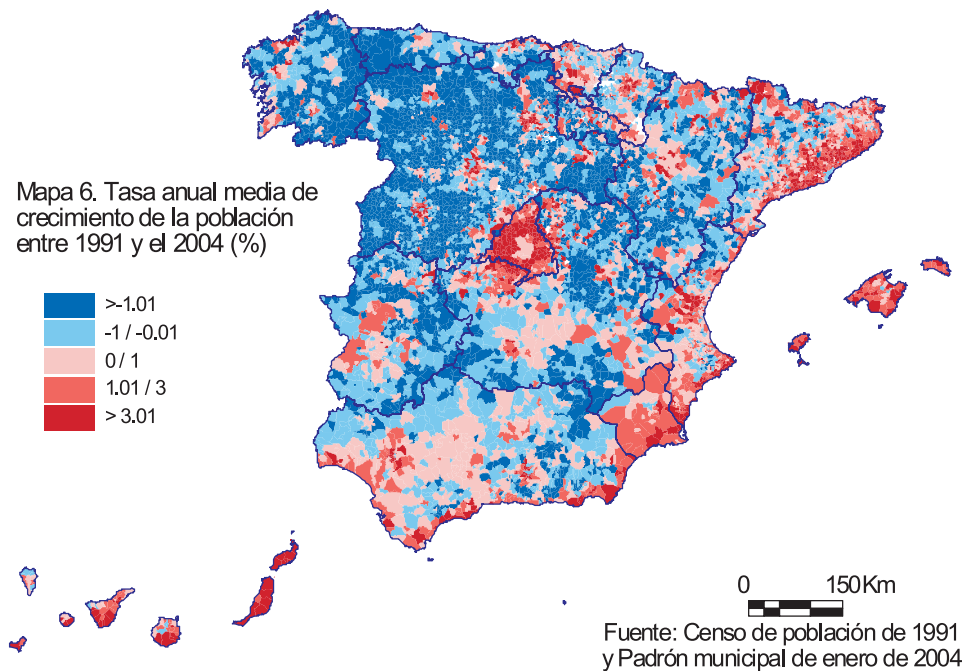 Mapa 6. Tasa anual media de
crecimiento de la población
entre 1991 y el 2004 (%)
>-1.01
-1 / -0.01
0 / 1
1.01 / 3
> 3.01
0 150 Km
Fuente: Censo de población de 1991
y Padrón municipal de enero de 2004